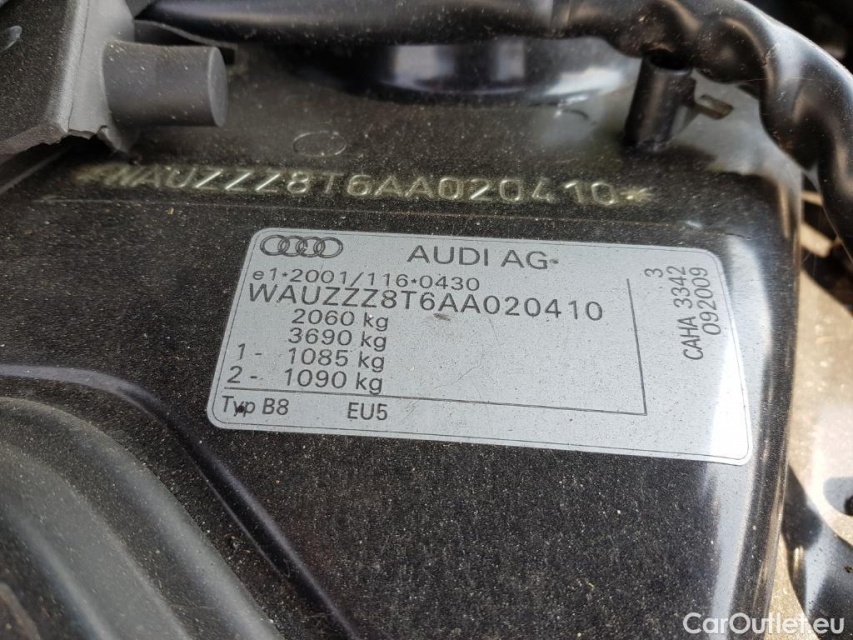 *WAUZZZ8T6AA020410*
AUDI AG
e1*2001/116*0430
WAUZZZ8T6AA020410
2060 kg
3690 kg
1 - 1085 kg
2 - 1090 kg
Typ B8 EU5
3
CAHA 3342
092009
CarOutlet.eu